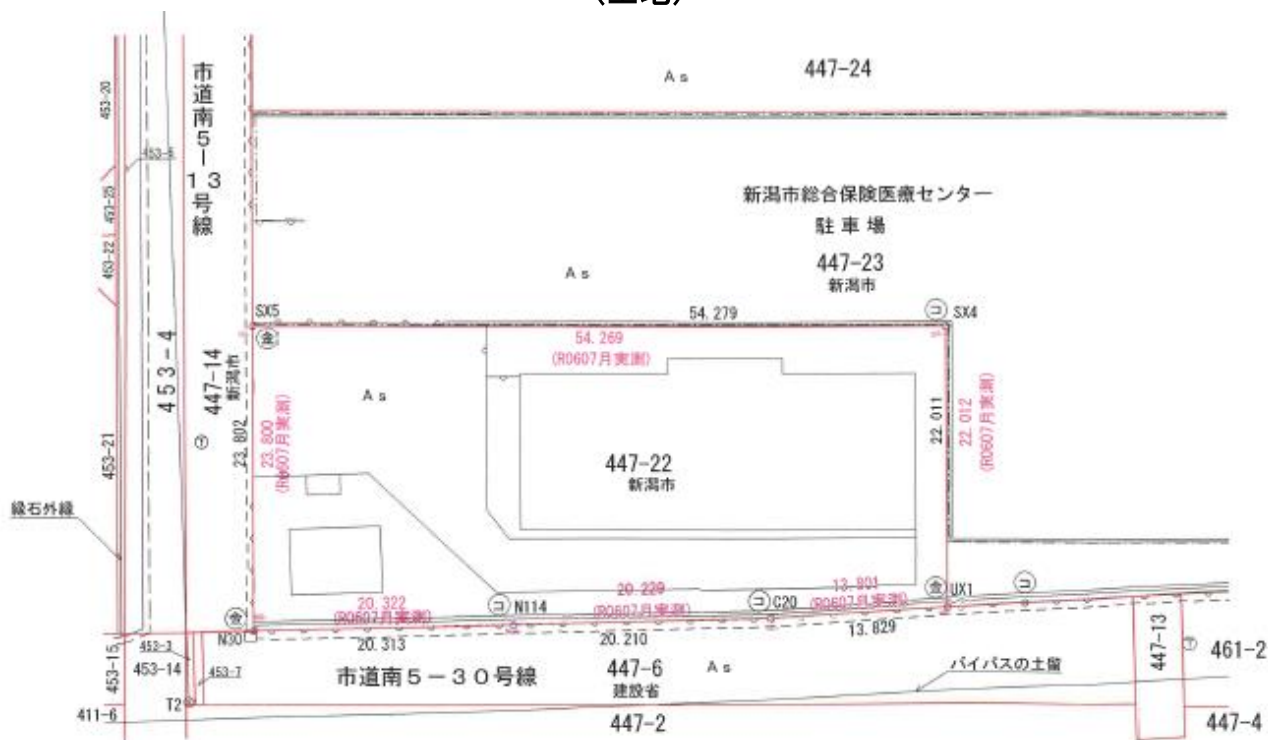 447-24
As
市道南5-13号線
453-20
453-5
453-25
453-22
新潟市総合保険医療センター
駐車場
447-23
新潟市
As
SX5
金
54.279
コ
SX4
54.269
(R0607月実測)
453-4
447-14
新潟市
T
23.802
23.800
(R0607月実測)
As
22.011
22.012
(R0607月実測)
447-22
新潟市
453-21
縁石外縁
金
N30
20.322
(R0607月実測)
コ
N114
20.229
(R0607月実測)
コ
C20
13.801
(R0607月実測)
金
UX1
コ
20.313
20.210
13.829
453-15
453-3
453-14
453-7
市道南5-30号線
447-6
建設省
As
バイパスの土留
447-13
T
461-2
T2
411-6
447-2
447-4